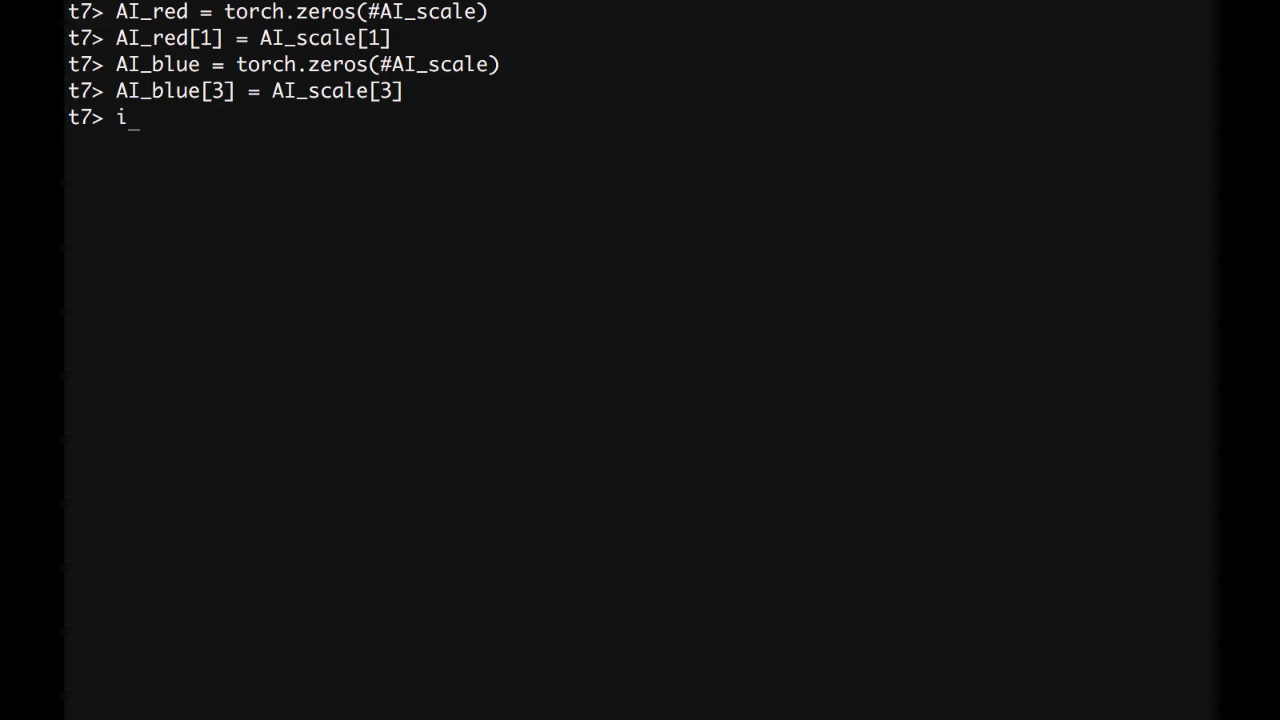 t7> AI_red = torch.zeros(#AI_scale)
t7> AI_red[1] = AI_scale[1]
t7> AI_blue = torch.zeros(#AI_scale)
t7> AI_blue[3] = AI_scale[3]
t7> i_